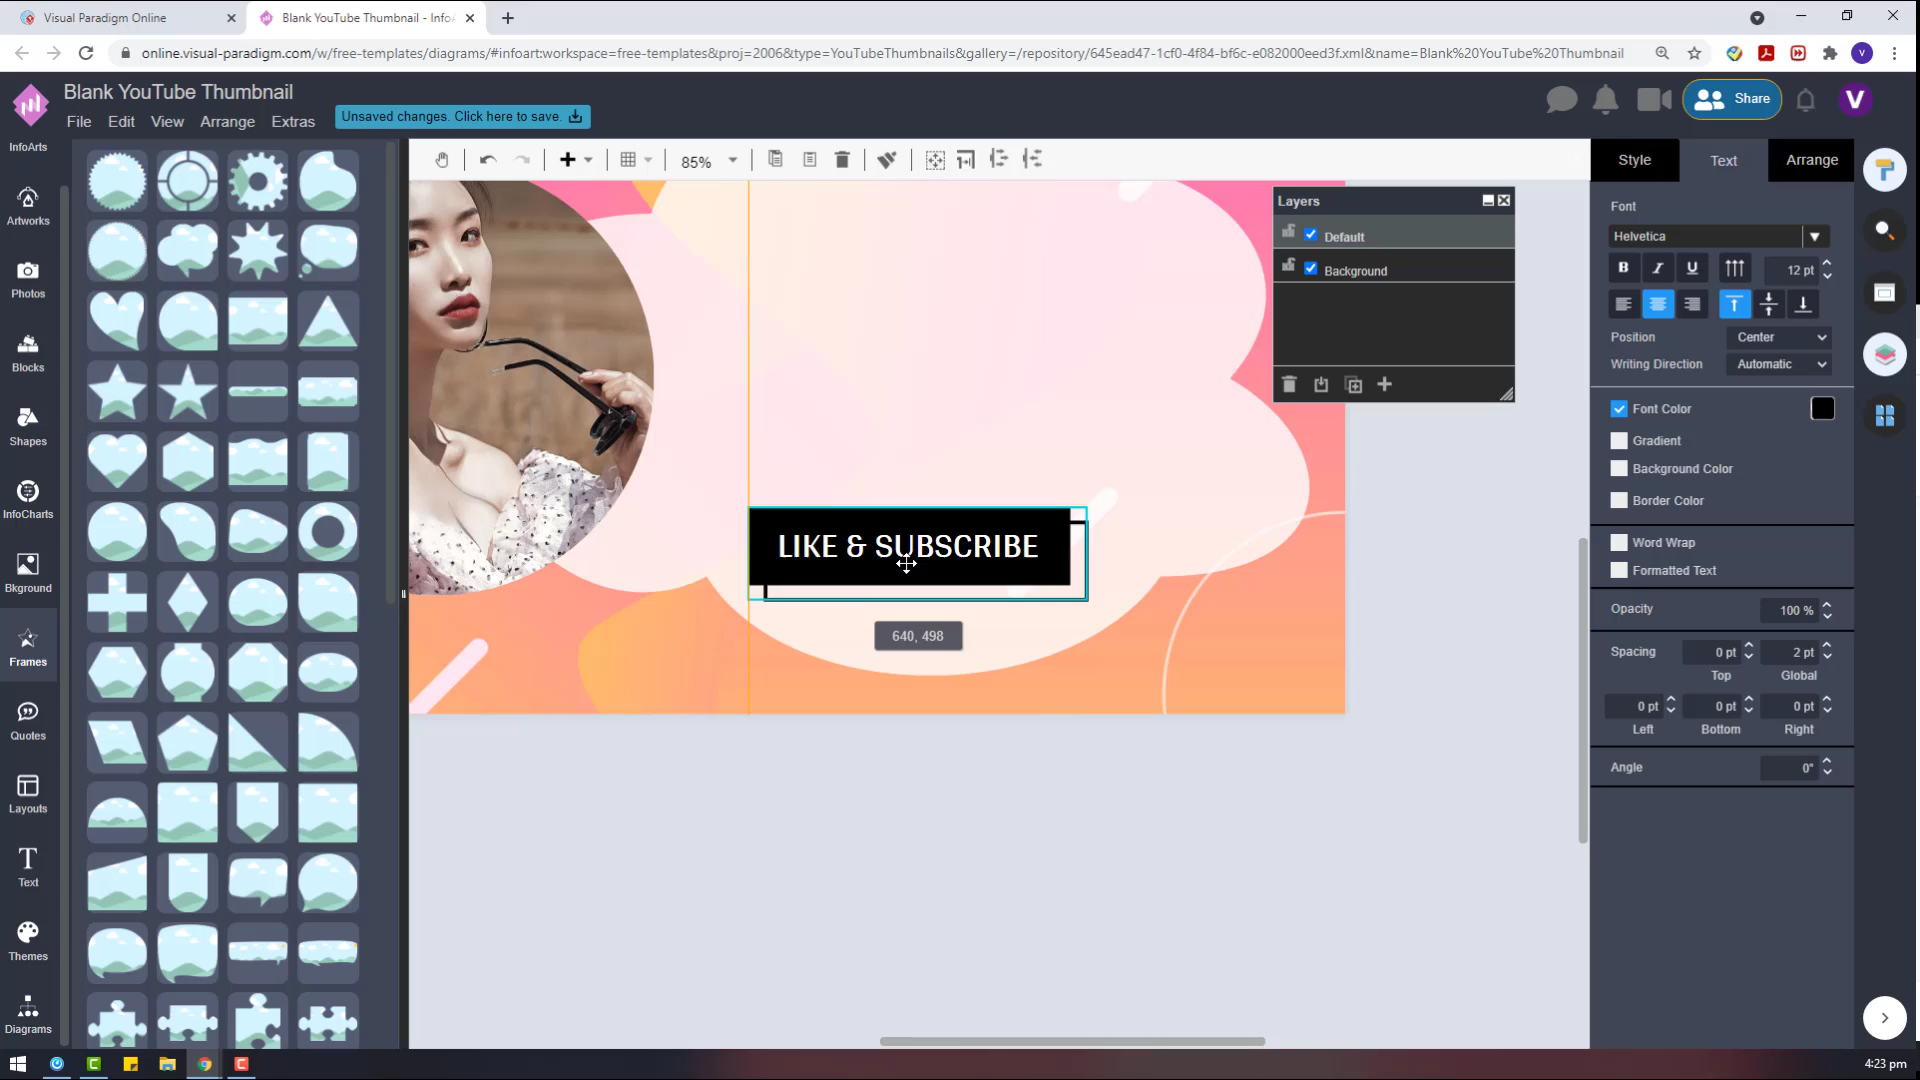 Visual Paradigm Online
Blank YouTube Thumbnail - InfoA
online.visual-paradigm.com/w/free-templates/diagrams/#infoart:workspace=free-templates&proj=2006&type=YouTubeThumbnails&gallery=/repository/645ead47-1cf0-4f84-bf6c-e082000eed3f.xml&name=Blank%20YouTube%20Thumbnail
V
Blank YouTube Thumbnail
File Edit View Arrange Extras
Unsaved changes. Click here to save.
Share
V
InfoArts
Artworks
Photos
Blocks
Shapes
InfoCharts
Bkground
Frames
Quotes
Layouts
T
Text
Themes
Diagrams
85%
LIKE & SUBSCRIBE
640, 498
Layers
Default
Background
Style Text Arrange
Font
Helvetica
B I U 12 pt
Position Center
Writing Direction Automatic
Font Color
Gradient
Background Color
Border Color
Word Wrap
Formatted Text
Opacity 100 %
Spacing 0 pt 2 pt
Top Global
0 pt 0 pt 0 pt
Left Bottom Right
Angle 0°
4:23 pm